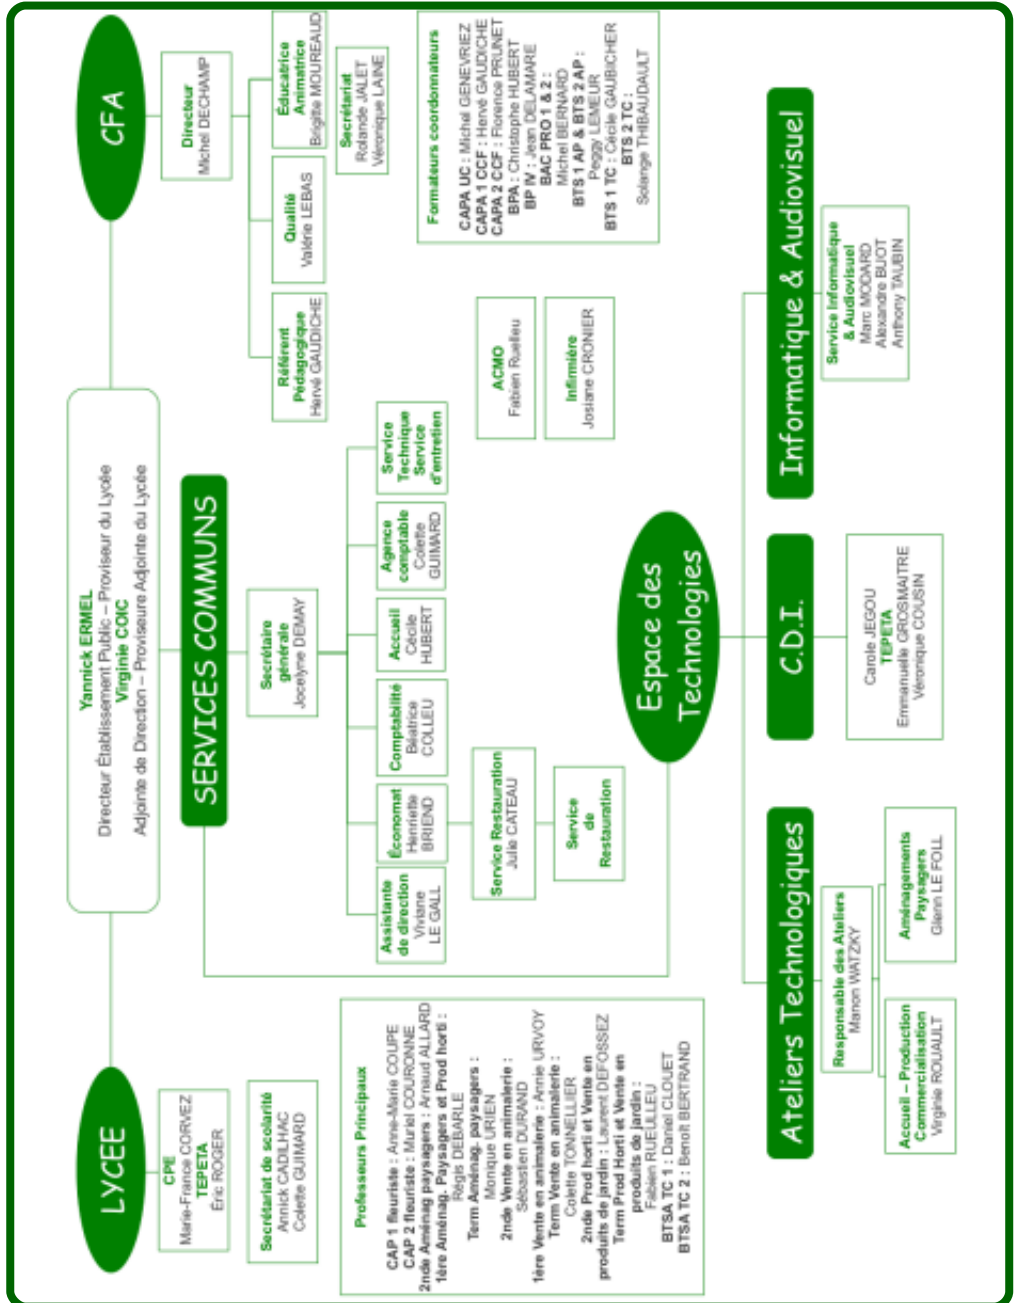 Yannick ERMEL
Directeur Établissement Public – Proviseur du Lycée
Virginie COIC
Adjointe de Direction – Proviseure Adjointe du Lycée
LYCEE
CPE
Marie-France CORVEZ
TEPETA
Éric ROGER
Secrétariat de scolarité
Annick CADILHAC
Colette GUIMARD
Professeurs Principaux
CAP 1 fleuriste : Anne-Marie COUPE
CAP 2 fleuriste : Muriel COURONNE
2nde Aménag paysagers : Arnaud ALLARD
1ère Aménag. Paysagers et Prod horti :
Régis DEBARLE
Term Aménag. paysagers :
Monique URIEN
2nde Vente en animalerie :
Sébastien DURAND
1ère Vente en animalerie : Annie URVOY
Term Vente en animalerie :
Colette TONNELLIER
2nde Prod horti et Vente en
produits de jardin : Laurent DEFOSSEZ
Term Prod Horti et Vente en
produits de jardin :
Fabien RUEULLEU
BTSA TC 1 : Daniel CLOUET
BTSA TC 2 : Benoît BERTRAND
SERVICES COMMUNS
Secrétaire
générale
Jocelyne DEMAY
Assistante
de direction
Viviane
LE GALL
Économat
Henriette
BRIEND
Comptabilité
Béatrice
COLLEU
Accueil
Cécile
HUBERT
Agence
comptable
Colette
GUIMARD
Service
Technique
Service
d'entretien
Service Restauration
Julie CATEAU
Service
de
Restauration
ACMO
Fabien Ruelleu
Infirmière
Josiane CRONIER
CFA
Directeur
Michel DECHAMP
Référent
Pédagogique
Hervé GAUDICHE
Qualité
Valérie LEBAS
Éducatrice
Animatrice
Brigitte MOUREAUD
Secrétariat
Rolande JALET
Véronique LAINE
Formateurs coordonnateurs
CAPA UC : Michel GENEVRIEZ
CAPA 1 CCF : Hervé GAUDICHE
CAPA 2 CCF : Florence PRUNET
BPA : Christophe HUBERT
BP IV : Jean DELAMARE
BAC PRO 1 & 2 :
Michel BERNARD
BTS 1 AP & BTS 2 AP :
Peggy LEMEUR
BTS 1 TC : Cécile GAUBICHER
BTS 2 TC :
Solange THIBAUDAULT
Espace des
Technologies
Ateliers Technologiques
Responsable des Ateliers
Manon WATZKY
Accueil – Production
Commercialisation
Virginie ROUAULT
Aménagements
Paysagers
Glenn LE FOLL
C.D.I.
Carole JEGOU
TEPETA
Emmanuelle GROSMAITRE
Véronique COUSIN
Informatique & Audiovisuel
Service Informatique
& Audiovisuel
Marc MODARD
Alexandre BUOT
Anthony TAUBIN